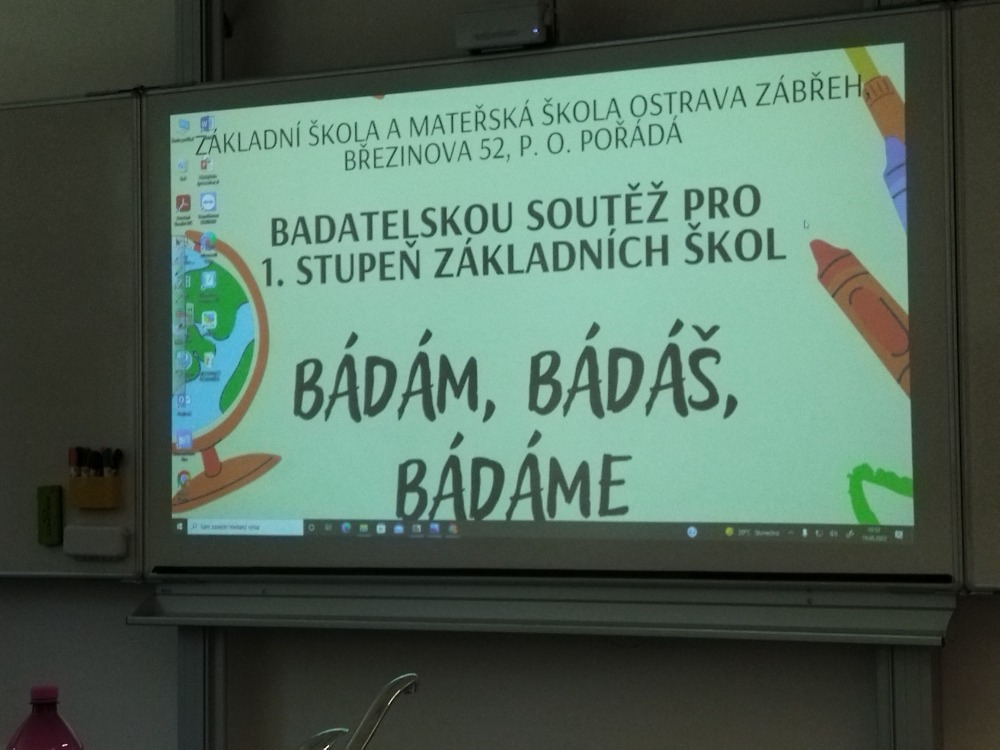 ZÁKLADNÍ ŠKOLA A MATEŘSKÁ ŠKOLA OSTRAVA ZÁBŘEH,
BŘEZINOVA 52, P. O. POŘÁDÁ
BADATELSKOU SOUTĚŽ PRO
1. STUPEŇ ZÁKLADNÍCH ŠKOL
BÁDÁM, BÁDÁŠ,
BÁDÁME